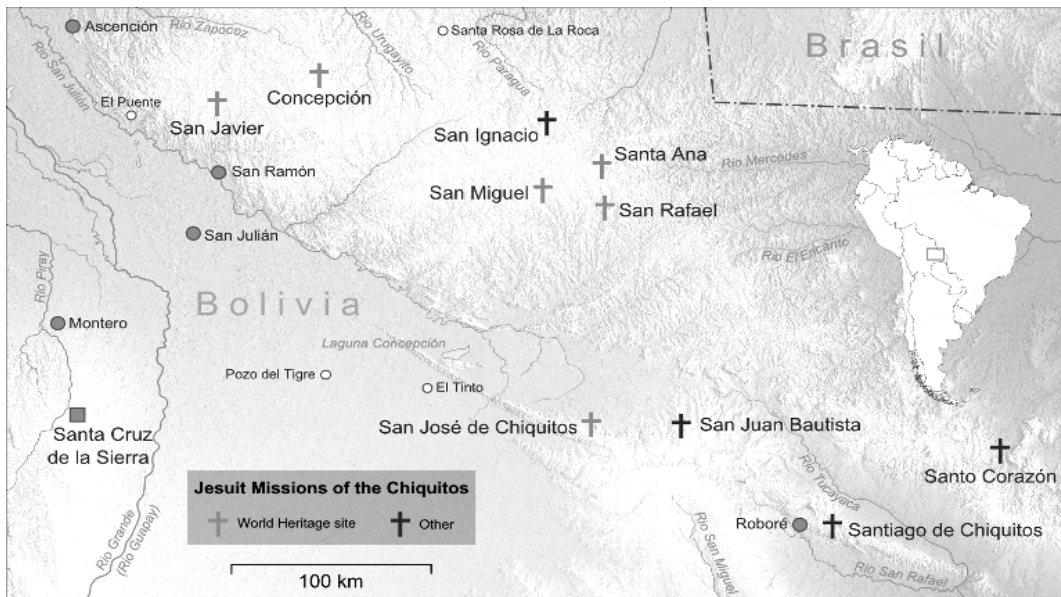 Ascención
Río Zapocoz
Río Urugayito
Santa Rosa de La Roca
Río Paragua
Brasil
Río San Julián
El Puente
Concepción
San Javier
San Ignacio
Santa Ana
Río Mercedes
San Ramón
San Miguel
San Rafael
San Julián
Río El Encanto
Río Piray
Bolivia
Montero
Laguna Concepción
Pozo del Tigre
El Tinto
Santa Cruz
de la Sierra
San José de Chiquitos
San Juan Bautista
Santo Corazón
Río Tucavaca
Jesuit Missions of the Chiquitos
World Heritage site
Other
Río Grande
(Río Guapay)
100 km
Río San Miguel
Roboré
Santiago de Chiquitos
Río San Rafael